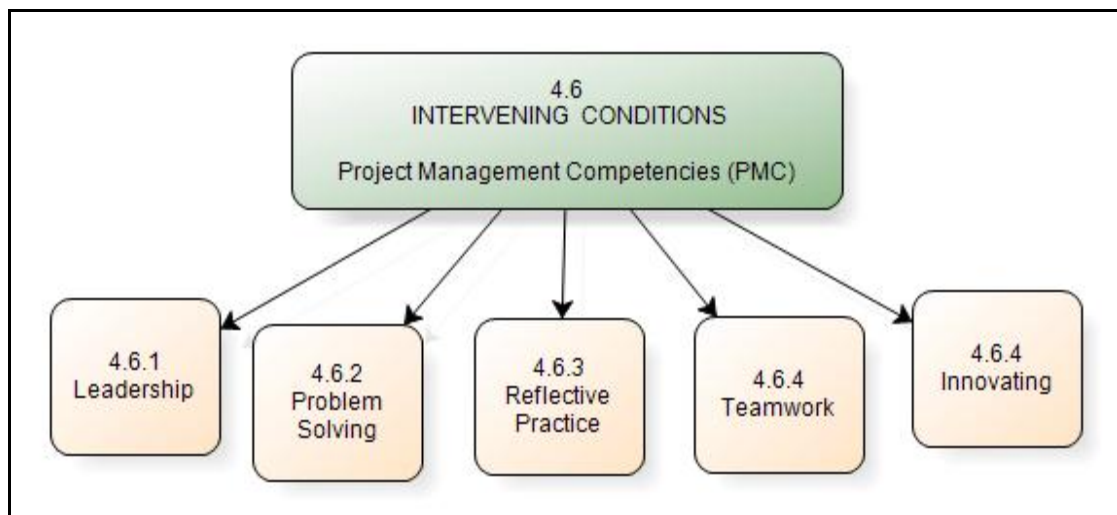 4.6
INTERVENING CONDITIONS
Project Management Competencies (PMC)
4.6.1
Leadership
4.6.2
Problem
Solving
4.6.3
Reflective
Practice
4.6.4
Teamwork
4.6.4
Innovating